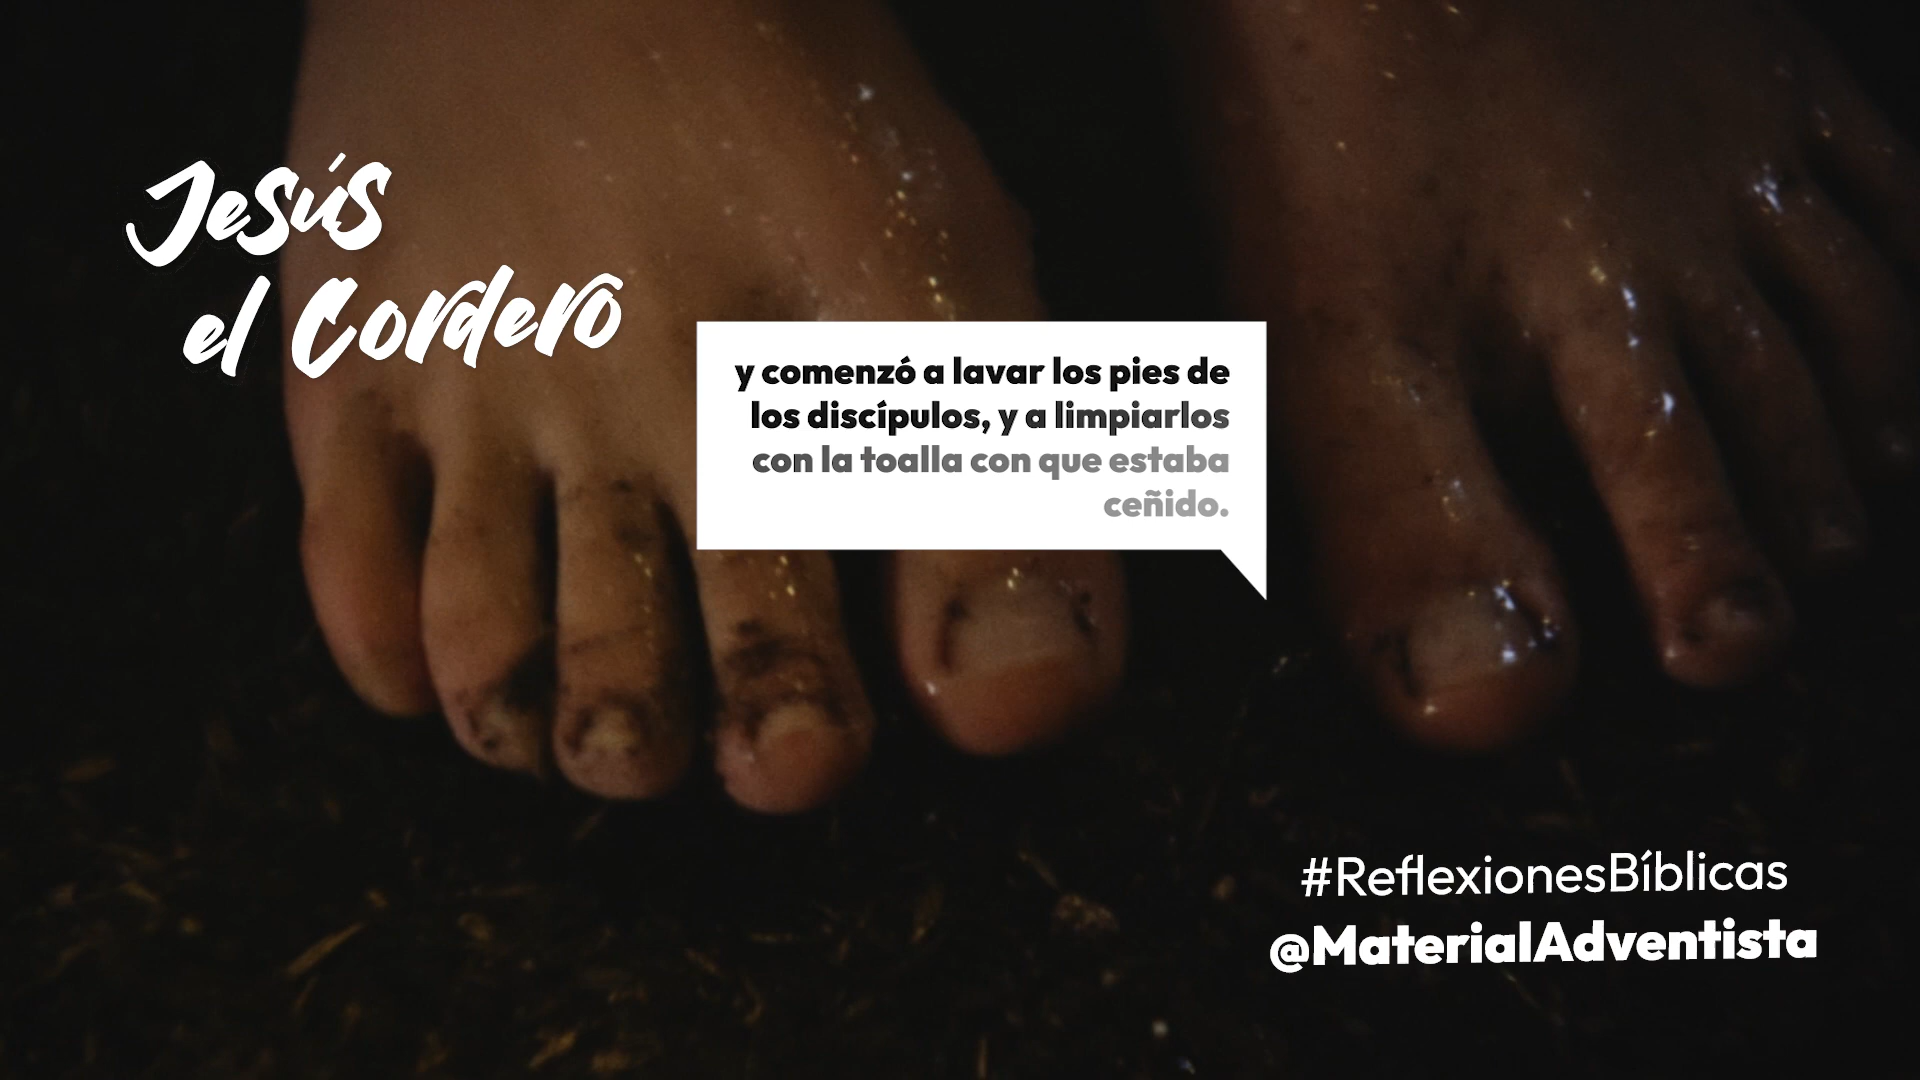 Jesús
el Cordero
y comenzó a lavar los pies de
los discípulos, y a limpiarlos
con la toalla con que estaba
ceñido.
#ReflexionesBíblicas
@MaterialAdventista